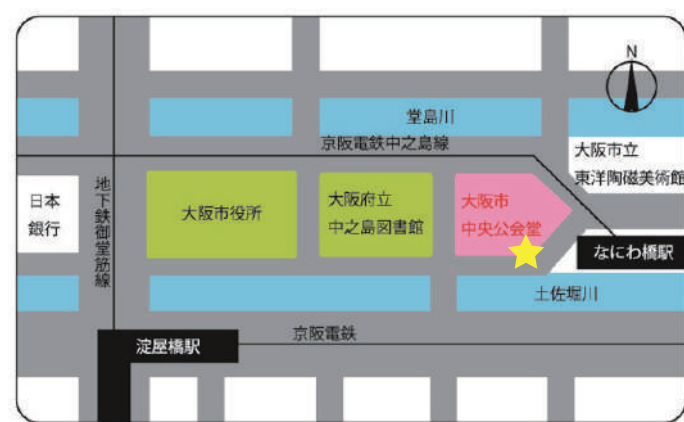 N
堂島川
京阪電鉄中之島線
大阪市立
東洋陶磁美術館
日本
銀行
地下鉄御堂筋線
大阪市役所
大阪府立
中之島図書館
大阪市
中央公会堂
なにわ橋駅
土佐堀川
京阪電鉄
淀屋橋駅